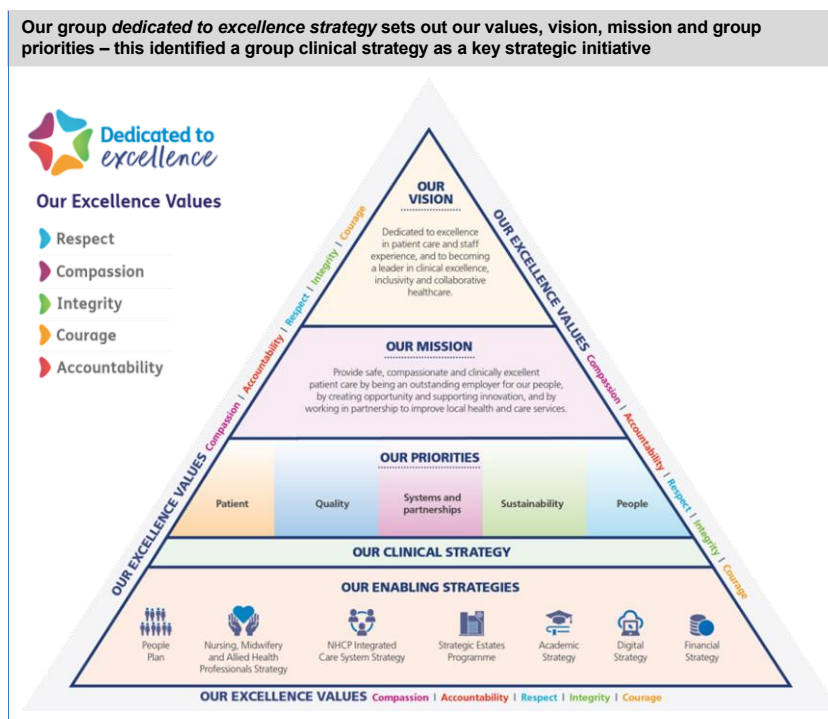 Our group dedicated to excellence strategy sets out our values, vision, mission and group
priorities – this identified a group clinical strategy as a key strategic initiative
Dedicated to
excellence
Our Excellence Values
Respect
Compassion
Integrity
Courage
Accountability
OUR
VISION
Dedicated to excellence
in patient care and staff
experience, and to becoming
a leader in clinical excellence,
inclusivity and collaborative
healthcare.
OUR MISSION
Provide safe, compassionate and clinically excellent
patient care by being an outstanding employer for our people,
by creating opportunity and supporting innovation, and by
working in partnership to improve local health and care services.
OUR PRIORITIES
Patient
Quality
Systems and
partnerships
Sustainability
People
OUR CLINICAL STRATEGY
OUR ENABLING STRATEGIES
People
Plan
Nursing, Midwifery
and Allied Health
Professionals Strategy
NHCP Integrated
Care System Strategy
Strategic Estates
Programme
Academic
Strategy
Digital
Strategy
Financial
Strategy
OUR EXCELLENCE VALUES Compassion | Accountability | Respect | Integrity | Courage
OUR EXCELLENCE VALUES Compassion | Accountability | Respect | Integrity | Courage
OUR EXCELLENCE VALUES Compassion | Accountability | Respect | Integrity | Courage